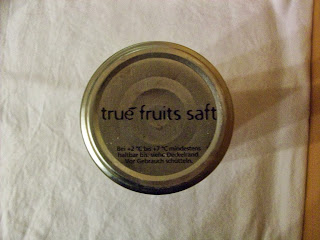 true fruits saft
Bei +2 °C bis +7 °C mindestens
haltbar bis: siehe Deckelrand.
Vor Gebrauch schütteln.